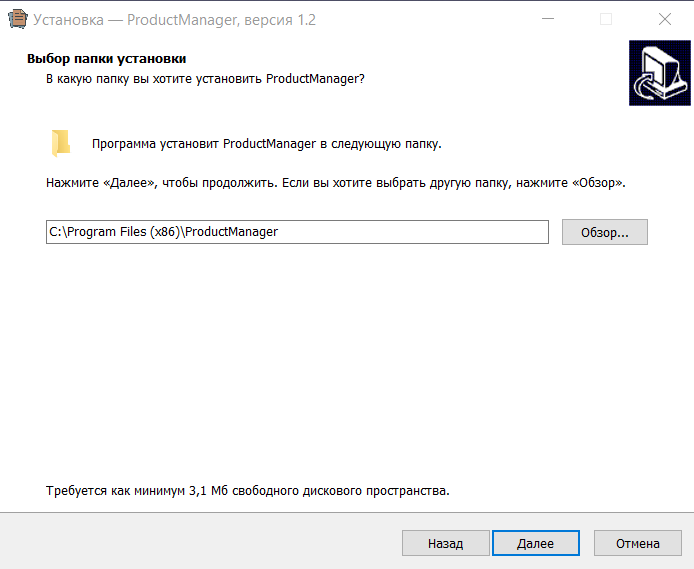 Установка — ProductManager, версия 1.2
Выбор папки установки
В какую папку вы хотите установить ProductManager?
Программа установит ProductManager в следующую папку.
Нажмите «Далее», чтобы продолжить. Если вы хотите выбрать другую папку, нажмите «Обзор».
C:\Program Files (x86)\ProductManager
Обзор...
Требуется как минимум 3,1 Мб свободного дискового пространства.
Назад
Далее
Отмена